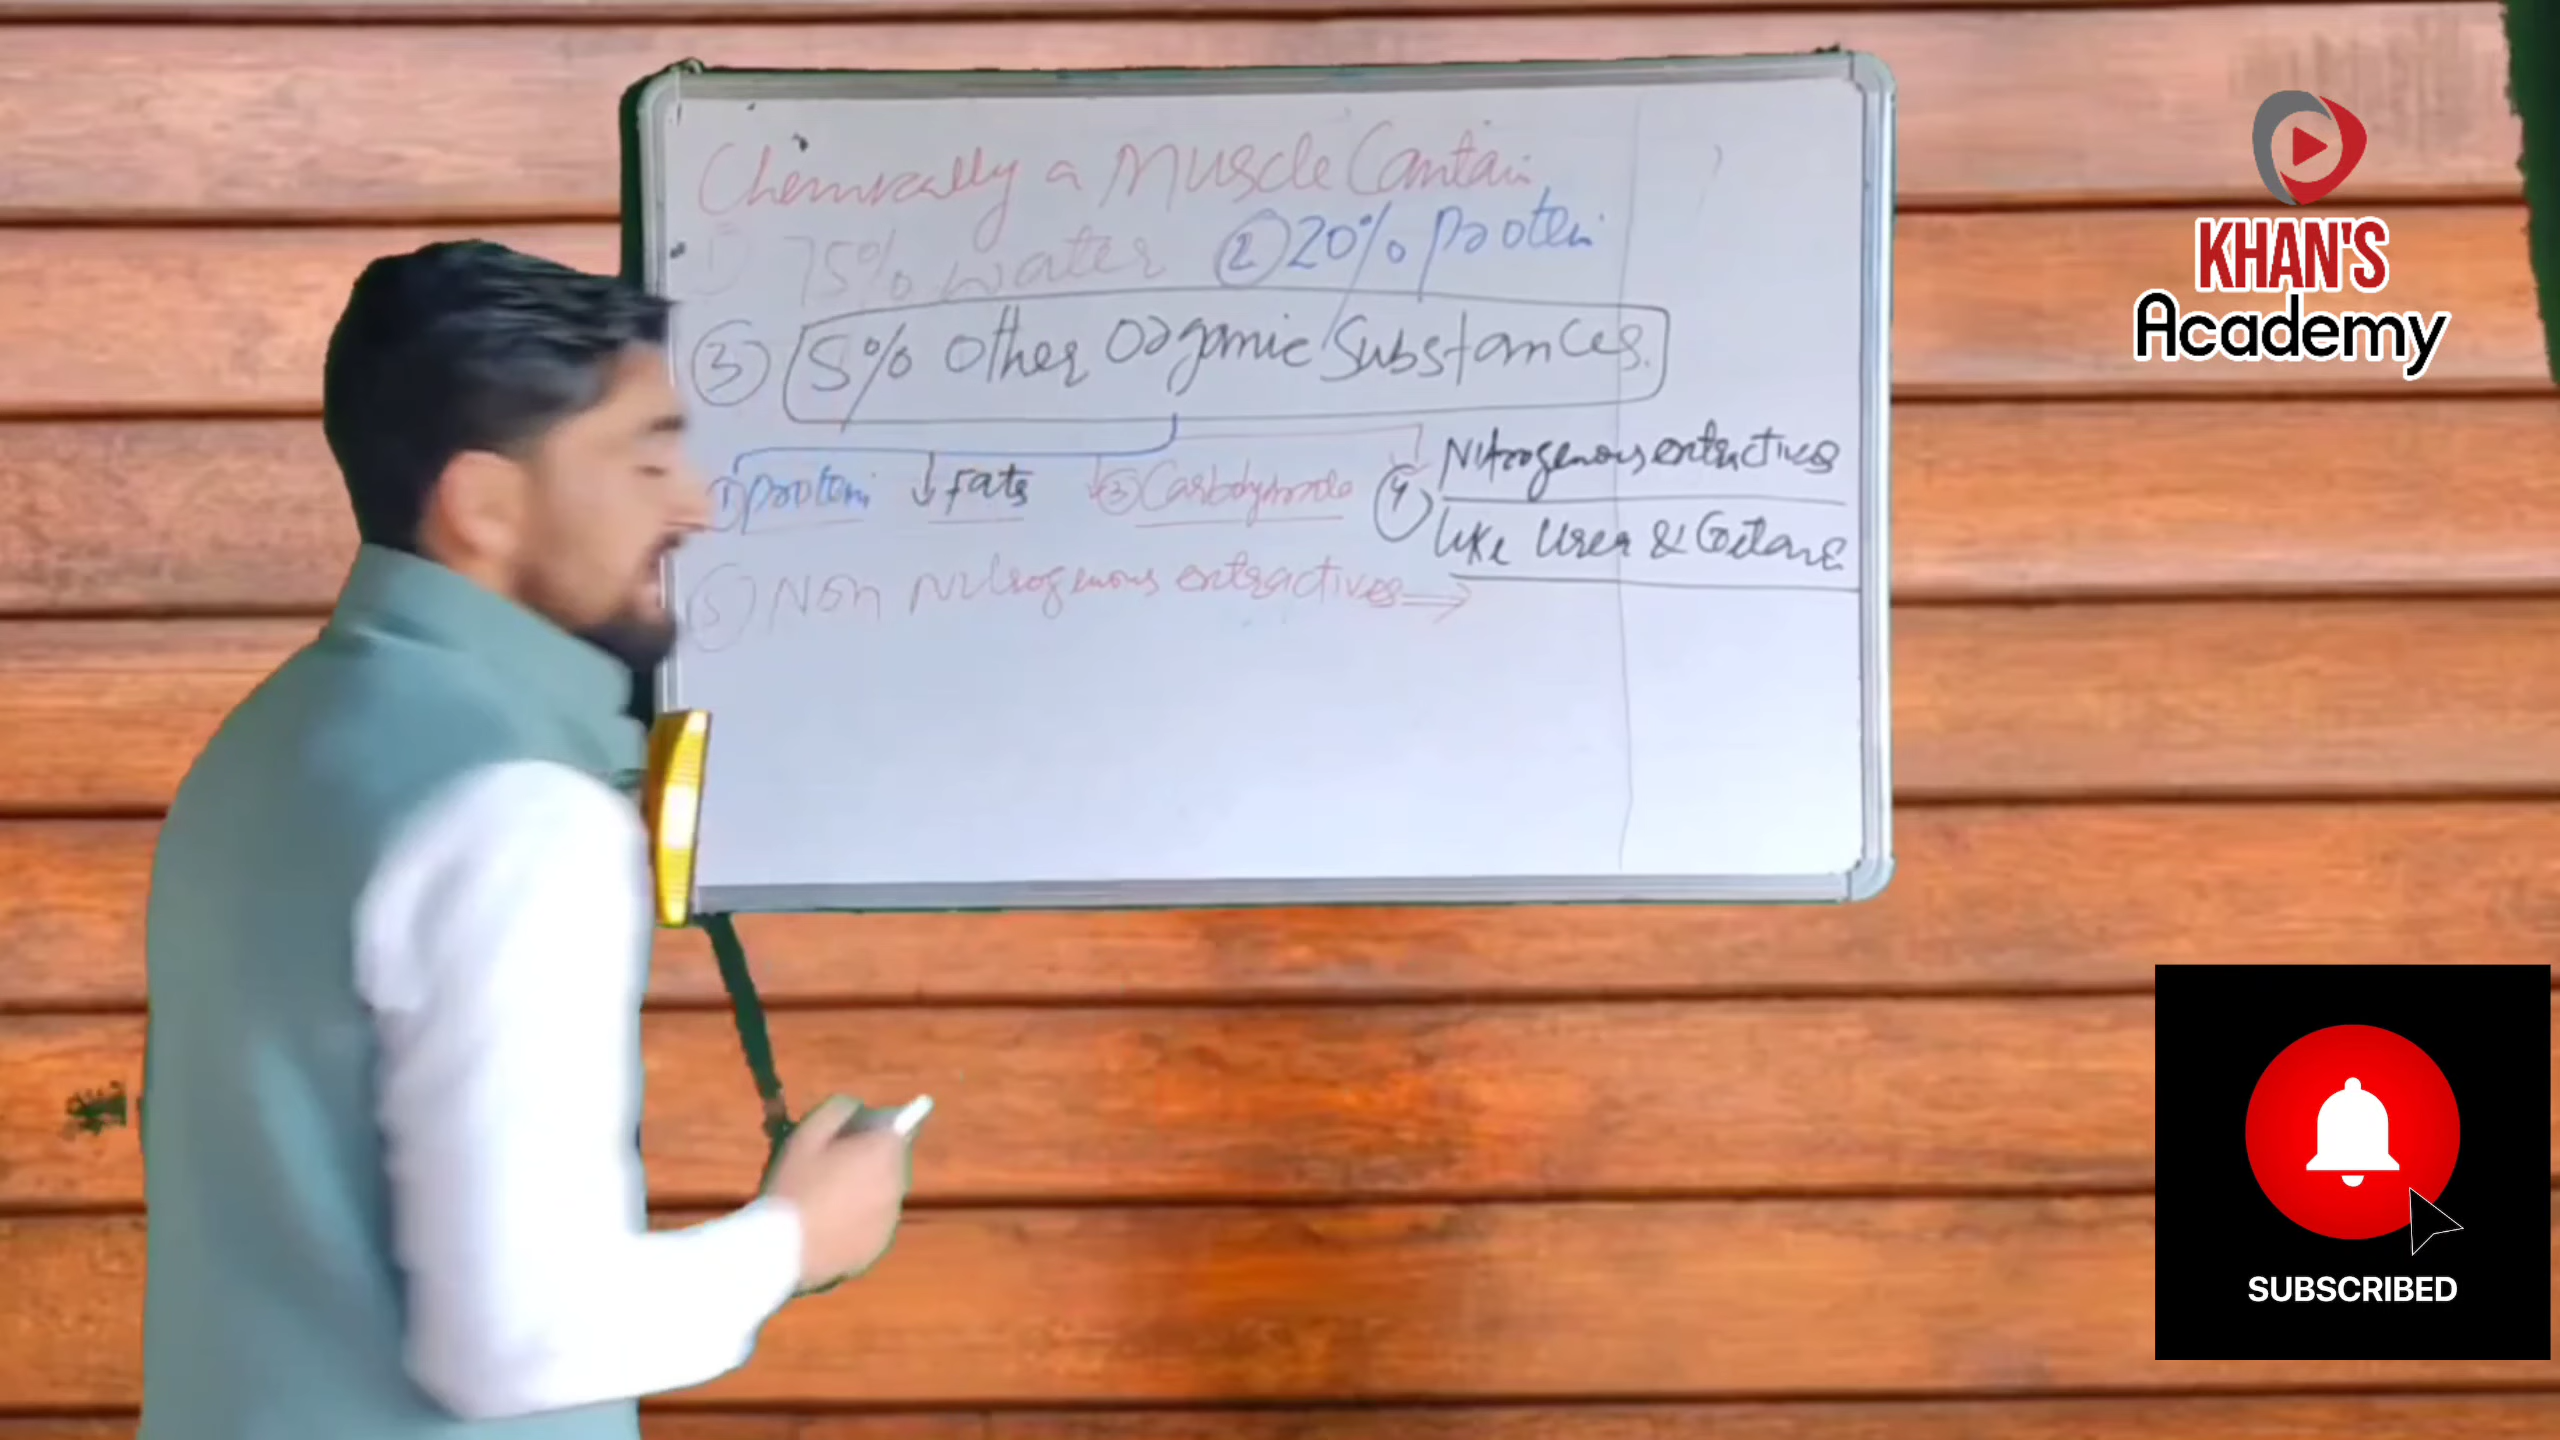 Chemically a Muscle Contain
① 75% water ② 20% protein
③ 5% Other Organic Substances.
① protein ↓ Fats ③ Carbohydrate ④ Nitrogenous extractives
like Urea &
⑤ Non Nitrogenous extractives ⇒
KHAN'S
Academy
SUBSCRIBED